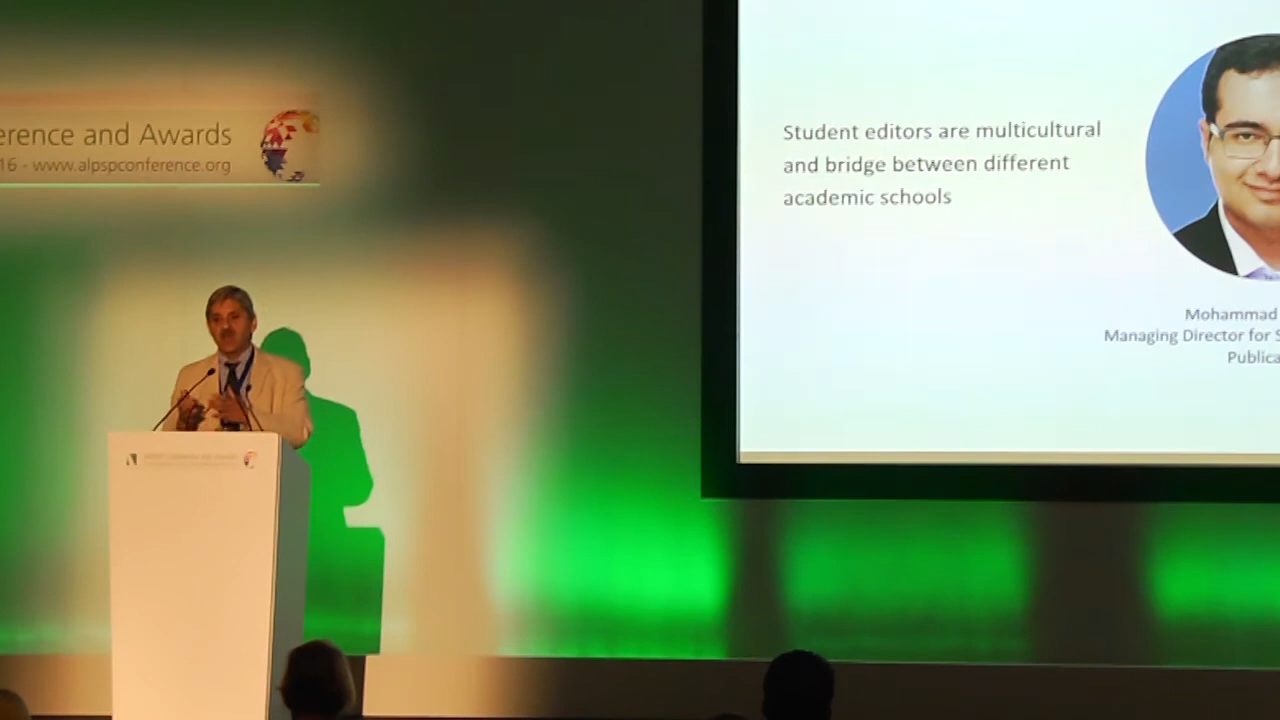 erence and Awards
16 - www.alpspconference.org
Student editors are multicultural
and bridge between different
academic schools
Mohammad
Managing Director for S
Publica